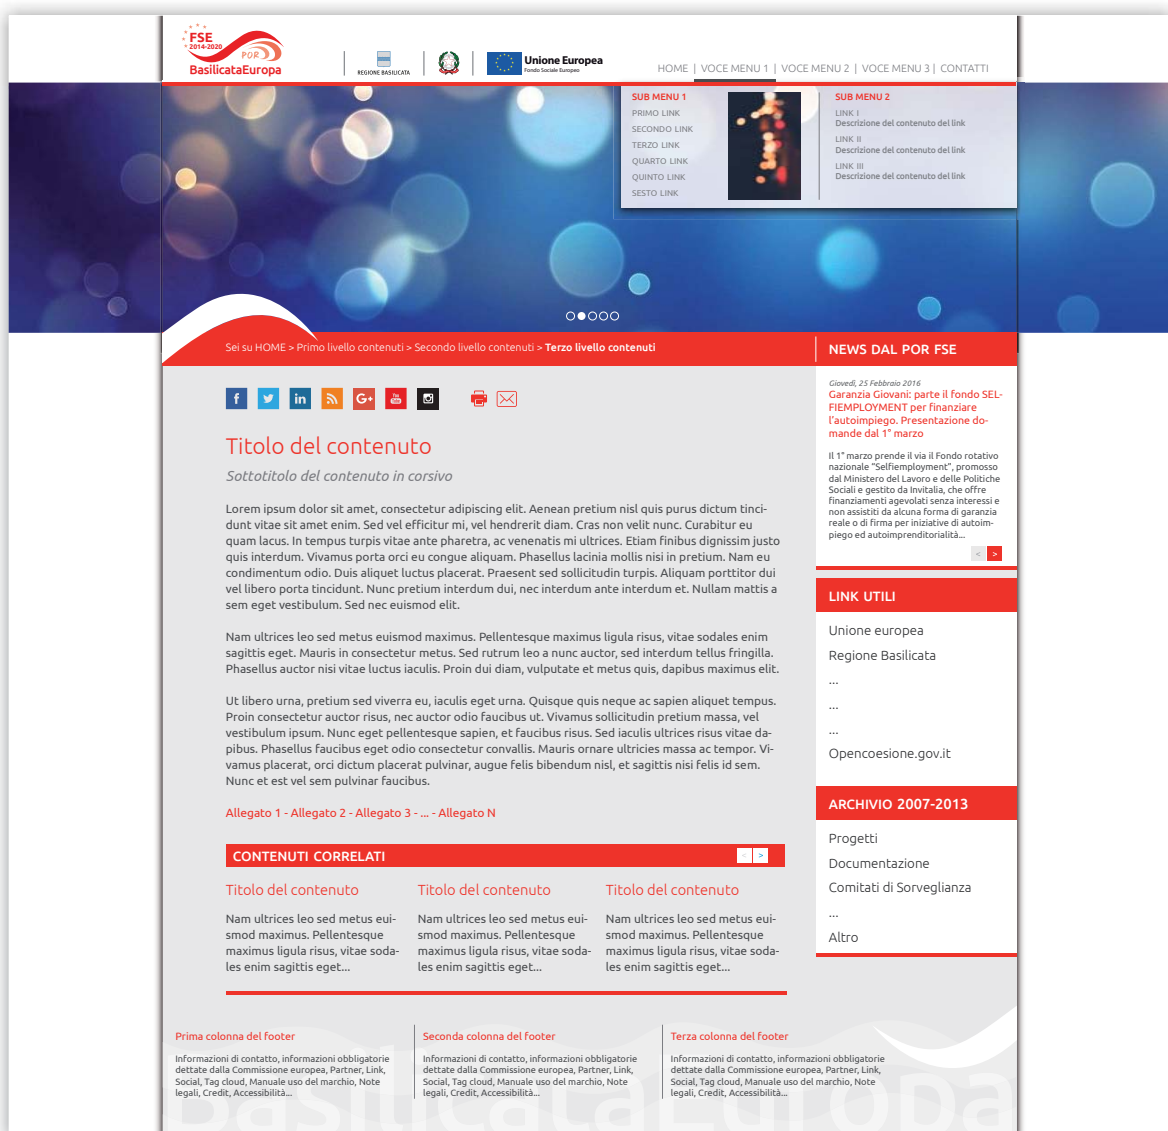 FSE
2014-2020
POR
BasilicataEuropa
REGIONE BASILICATA
Unione Europea
Fondo Sociale Europeo
HOME | VOCE MENU 1 | VOCE MENU 2 | VOCE MENU 3 | CONTATTI
SUB MENU 1
PRIMO LINK
SECONDO LINK
TERZO LINK
QUARTO LINK
QUINTO LINK
SESTO LINK
SUB MENU 2
LINK I
Descrizione del contenuto del link
LINK II
Descrizione del contenuto del link
LINK III
Descrizione del contenuto del link
Sei su HOME > Primo livello contenuti > Secondo livello contenuti > Terzo livello contenuti
f in G+ You Tube
Titolo del contenuto
Sottotitolo del contenuto in corsivo
Lorem ipsum dolor sit amet, consectetur adipiscing elit. Aenean pretium nisl quis purus dictum tinci-
dunt vitae sit amet enim. Sed vel efficitur mi, vel hendrerit diam. Cras non velit nunc. Curabitur eu
quam lacus. In tempus turpis vitae ante pharetra, ac venenatis mi ultrices. Etiam finibus dignissim justo
quis interdum. Vivamus porta orci eu congue aliquam. Phasellus lacinia mollis nisi in pretium. Nam eu
condimentum odio. Duis aliquet luctus placerat. Praesent sed sollicitudin turpis. Aliquam porttitor dui
vel libero porta tincidunt. Nunc pretium interdum dui, nec interdum ante interdum et. Nullam mattis a
sem eget vestibulum. Sed nec euismod elit.
Nam ultrices leo sed metus euismod maximus. Pellentesque maximus ligula risus, vitae sodales enim
sagittis eget. Mauris in consectetur metus. Sed rutrum leo a nunc auctor, sed interdum tellus fringilla.
Phasellus auctor nisi vitae luctus iaculis. Proin dui diam, vulputate et metus quis, dapibus maximus elit.
Ut libero urna, pretium sed viverra eu, iaculis eget urna. Quisque quis neque ac sapien aliquet tempus.
Proin consectetur auctor risus, nec auctor odio faucibus ut. Vivamus sollicitudin pretium massa, vel
vestibulum ipsum. Nunc eget pellentesque sapien, et faucibus risus. Sed iaculis ultrices risus vitae da-
pibus. Phasellus faucibus eget odio consectetur convallis. Mauris ornare ultricies massa ac tempor. Vi-
vamus placerat, orci dictum placerat pulvinar, augue felis bibendum nisl, et sagittis nisi felis id sem.
Nunc et est vel sem pulvinar faucibus.
Allegato 1 - Allegato 2 - Allegato 3 - ... - Allegato N
CONTENUTI CORRELATI < >
Titolo del contenuto
Nam ultrices leo sed metus eui-
smod maximus. Pellentesque
maximus ligula risus, vitae soda-
les enim sagittis eget...
Titolo del contenuto
Nam ultrices leo sed metus eui-
smod maximus. Pellentesque
maximus ligula risus, vitae soda-
les enim sagittis eget...
Titolo del contenuto
Nam ultrices leo sed metus eui-
smod maximus. Pellentesque
maximus ligula risus, vitae soda-
les enim sagittis eget...
NEWS DAL POR FSE
Giovedì, 25 Febbraio 2016
Garanzia Giovani: parte il fondo SEL-
FIEMPLOYMENT per finanziare
l'autoimpiego. Presentazione do-
mande dal 1° marzo
Il 1° marzo prende il via il Fondo rotativo
nazionale “Selfiemployment”, promosso
dal Ministero del Lavoro e delle Politiche
Sociali e gestito da Invitalia, che offre
finanziamenti agevolati senza interessi e
non assistiti da alcuna forma di garanzia
reale o di firma per iniziative di autoim-
piego ed autoimprenditorialità...
< >
LINK UTILI
Unione europea
Regione Basilicata
...
...
...
Opencoesione.gov.it
ARCHIVIO 2007-2013
Progetti
Documentazione
Comitati di Sorveglianza
...
Altro
Prima colonna del footer
Informazioni di contatto, informazioni obbligatorie
dettate dalla Commissione europea, Partner, Link,
Social, Tag cloud, Manuale uso del marchio, Note
legali, Credit, Accessibilità...
Seconda colonna del footer
Informazioni di contatto, informazioni obbligatorie
dettate dalla Commissione europea, Partner, Link,
Social, Tag cloud, Manuale uso del marchio, Note
legali, Credit, Accessibilità...
Terza colonna del footer
Informazioni di contatto, informazioni obbligatorie
dettate dalla Commissione europea, Partner, Link,
Social, Tag cloud, Manuale uso del marchio, Note
legali, Credit, Accessibilità...
BasilicataEuropa